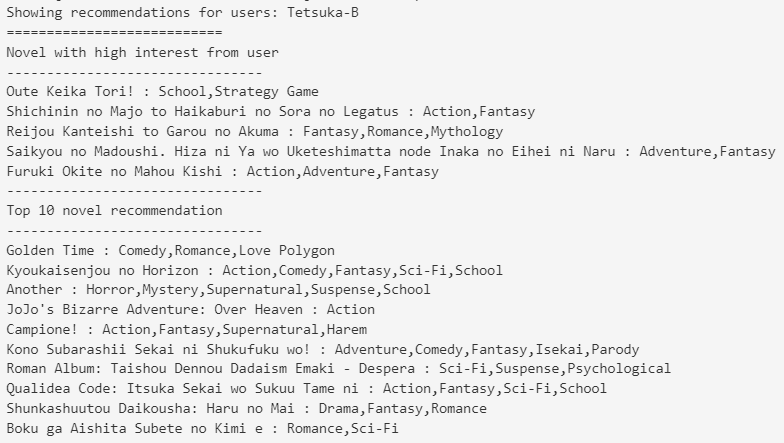 Showing recommendations for users: Tetsuka-B
===========================
Novel with high interest from user
--------------------------------
Oute Keika Tori! : School,Strategy Game
Shichinin no Majo to Haikaburi no Sora no Legatus : Action,Fantasy
Reijou Kanteishi to Garou no Akuma : Fantasy,Romance,Mythology
Saikyou no Madoushi. Hiza ni Ya wo Uketeshimatta node Inaka no Eihei ni Naru : Adventure,Fantasy
Furuki Okite no Mahou Kishi : Action,Adventure,Fantasy
--------------------------------
Top 10 novel recommendation
--------------------------------
Golden Time : Comedy,Romance,Love Polygon
Kyoukaisenjou no Horizon : Action,Comedy,Fantasy,Sci-Fi,School
Another : Horror,Mystery,Supernatural,Suspense,School
JoJo's Bizarre Adventure: Over Heaven : Action
Campione! : Action,Fantasy,Supernatural,Harem
Kono Subarashii Sekai ni Shukufuku wo! : Adventure,Comedy,Fantasy,Isekai,Parody
Roman Album: Taishou Dennou Dadaism Emaki - Despera : Sci-Fi,Suspense,Psychological
Qualidea Code: Itsuka Sekai wo Sukuu Tame ni : Action,Fantasy,Sci-Fi,School
Shunkashuutou Daikousha: Haru no Mai : Drama,Fantasy,Romance
Boku ga Aishita Subete no Kimi e : Romance,Sci-Fi